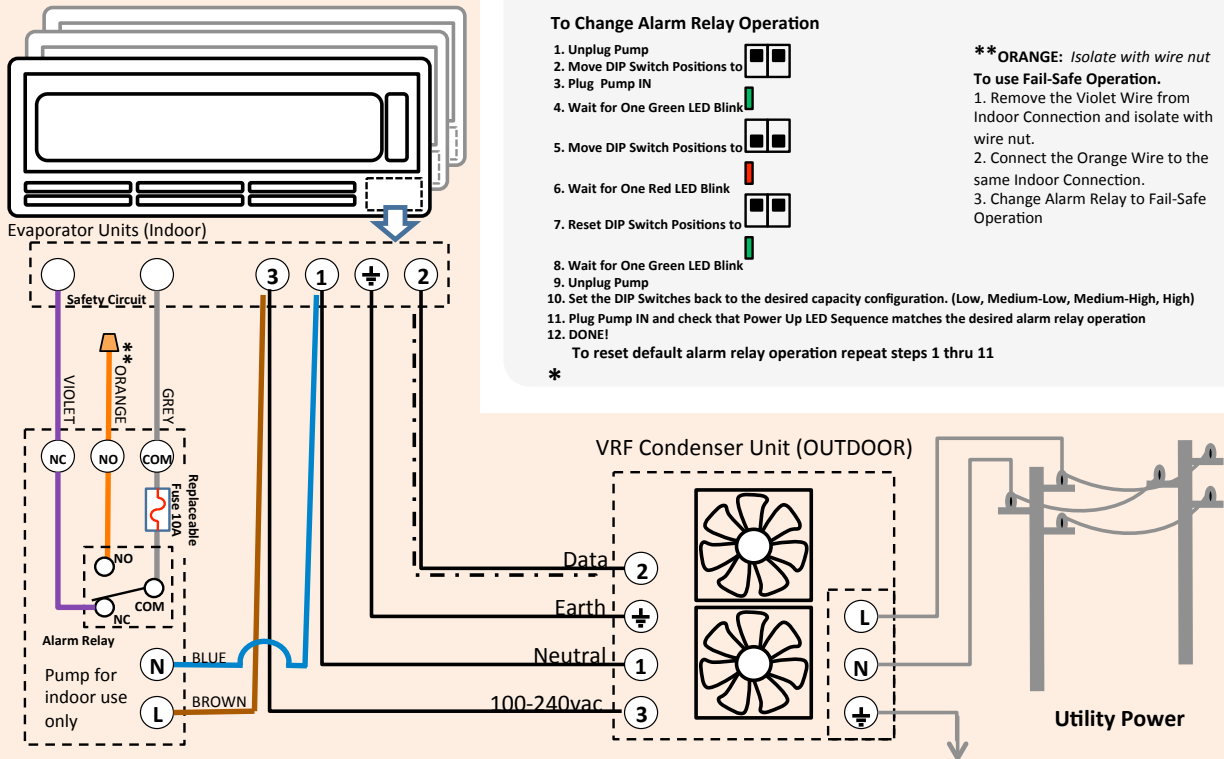 To Change Alarm Relay Operation
1. Unplug Pump
2. Move DIP Switch Positions to
3. Plug Pump IN
4. Wait for One Green LED Blink
5. Move DIP Switch Positions to
6. Wait for One Red LED Blink
7. Reset DIP Switch Positions to
8. Wait for One Green LED Blink
9. Unplug Pump
10. Set the DIP Switches back to the desired capacity configuration. (Low, Medium-Low, Medium-High, High)
11. Plug Pump IN and check that Power Up LED Sequence matches the desired alarm relay operation
12. DONE!
To reset default alarm relay operation repeat steps 1 thru 11
*
**ORANGE: Isolate with wire nut
To use Fail-Safe Operation.
1. Remove the Violet Wire from
Indoor Connection and isolate with
wire nut.
2. Connect the Orange Wire to the
same Indoor Connection.
3. Change Alarm Relay to Fail-Safe
Operation
Evaporator Units (Indoor)
3
1
2
Safety Circuit
VIOLET
**ORANGE
GREY
NC
NO
COM
Replaceable
Fuse 10A
NO
COM
NC
Alarm Relay
Pump for
indoor use
only
N
BLUE
L
BROWN
VRF Condenser Unit (OUTDOOR)
Data
2
Earth
Neutral
1
100-240vac
3
L
N
Utility Power